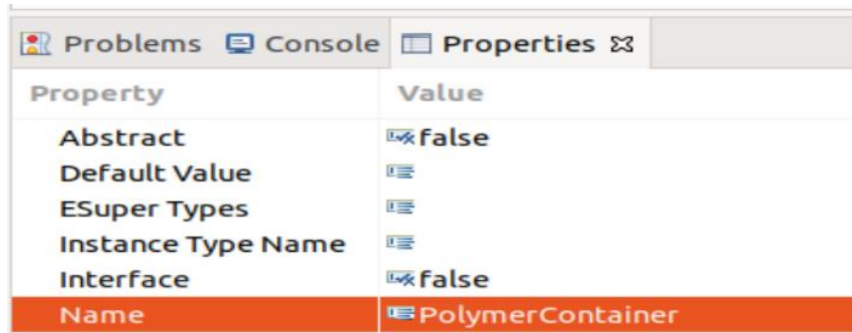 Problems Console Properties
Property Value
Abstract false
Default Value
ESuper Types
Instance Type Name
Interface false
Name PolymerContainer